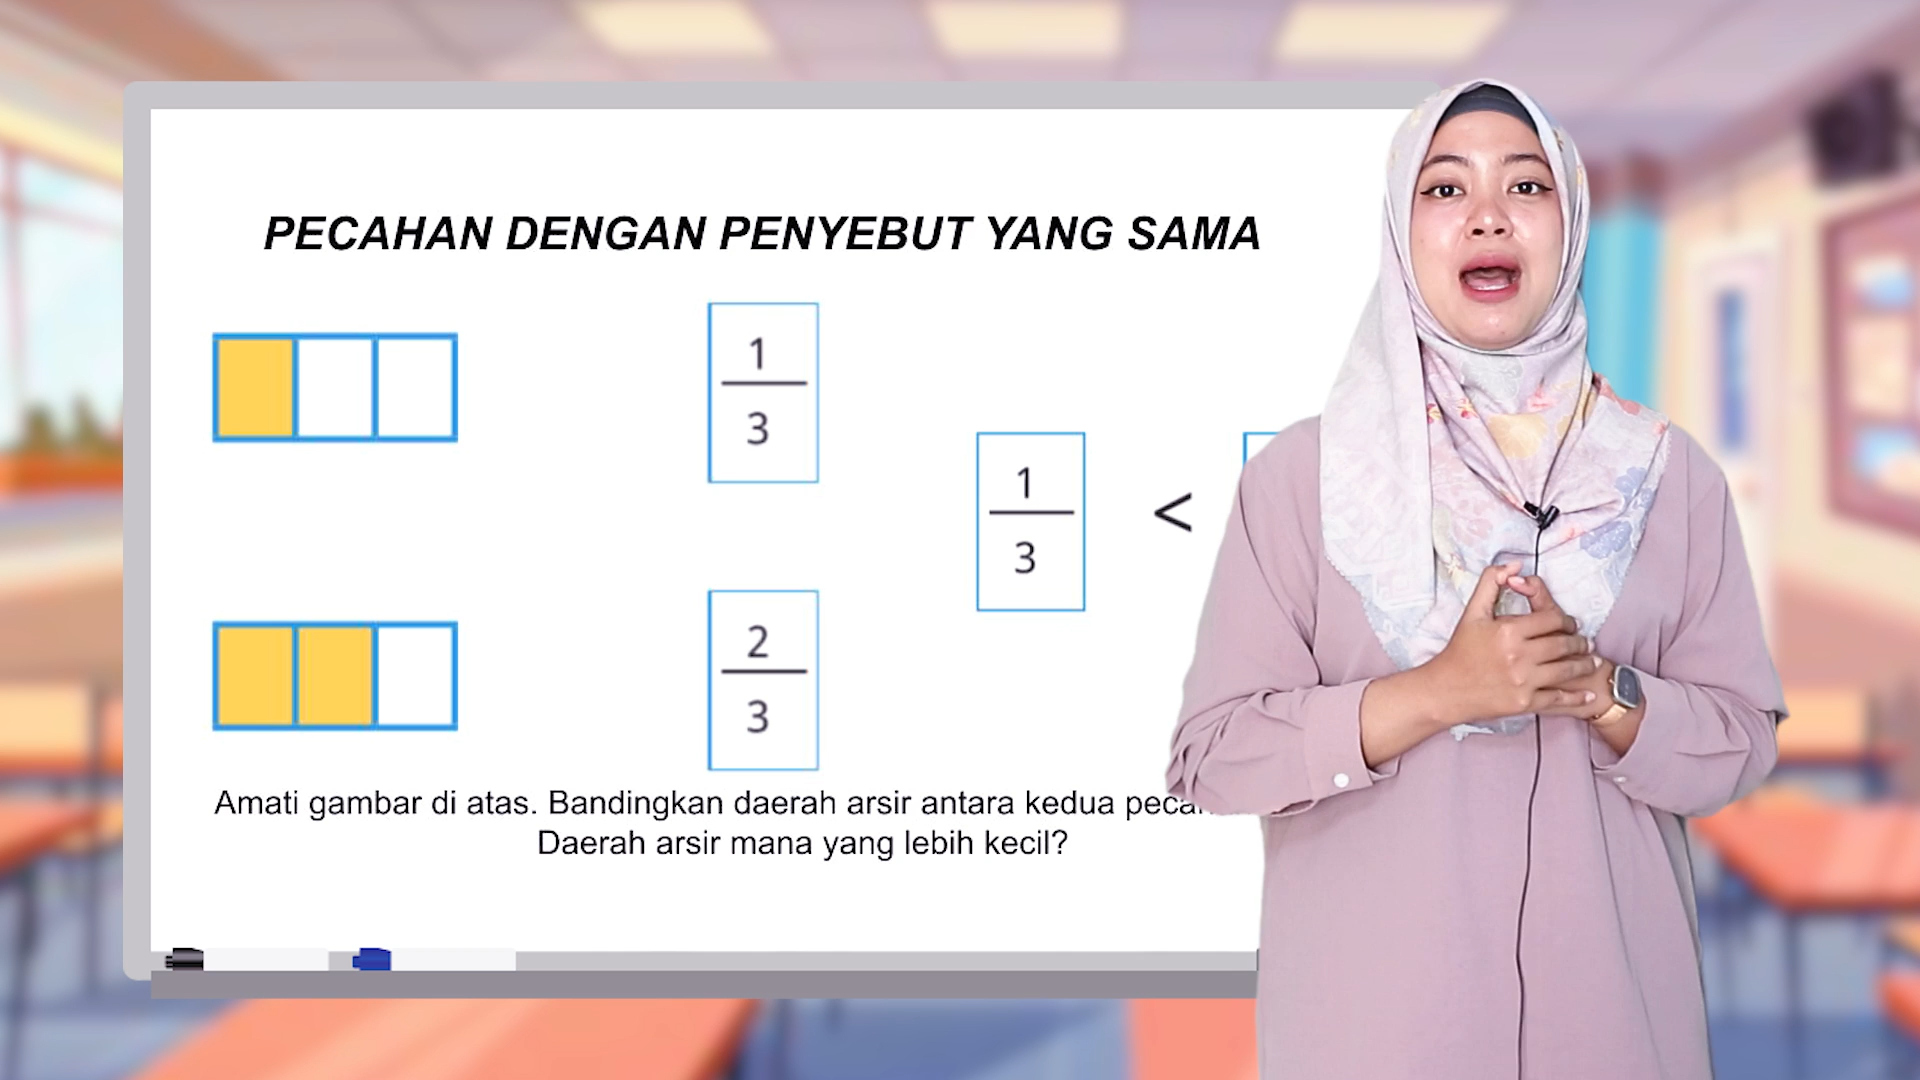 PECAHAN DENGAN PENYEBUT YANG SAMA
1
3
1
3
<
2
3
Amati gambar di atas. Bandingkan daerah arsir antara kedua
Daerah arsir mana yang lebih kecil?